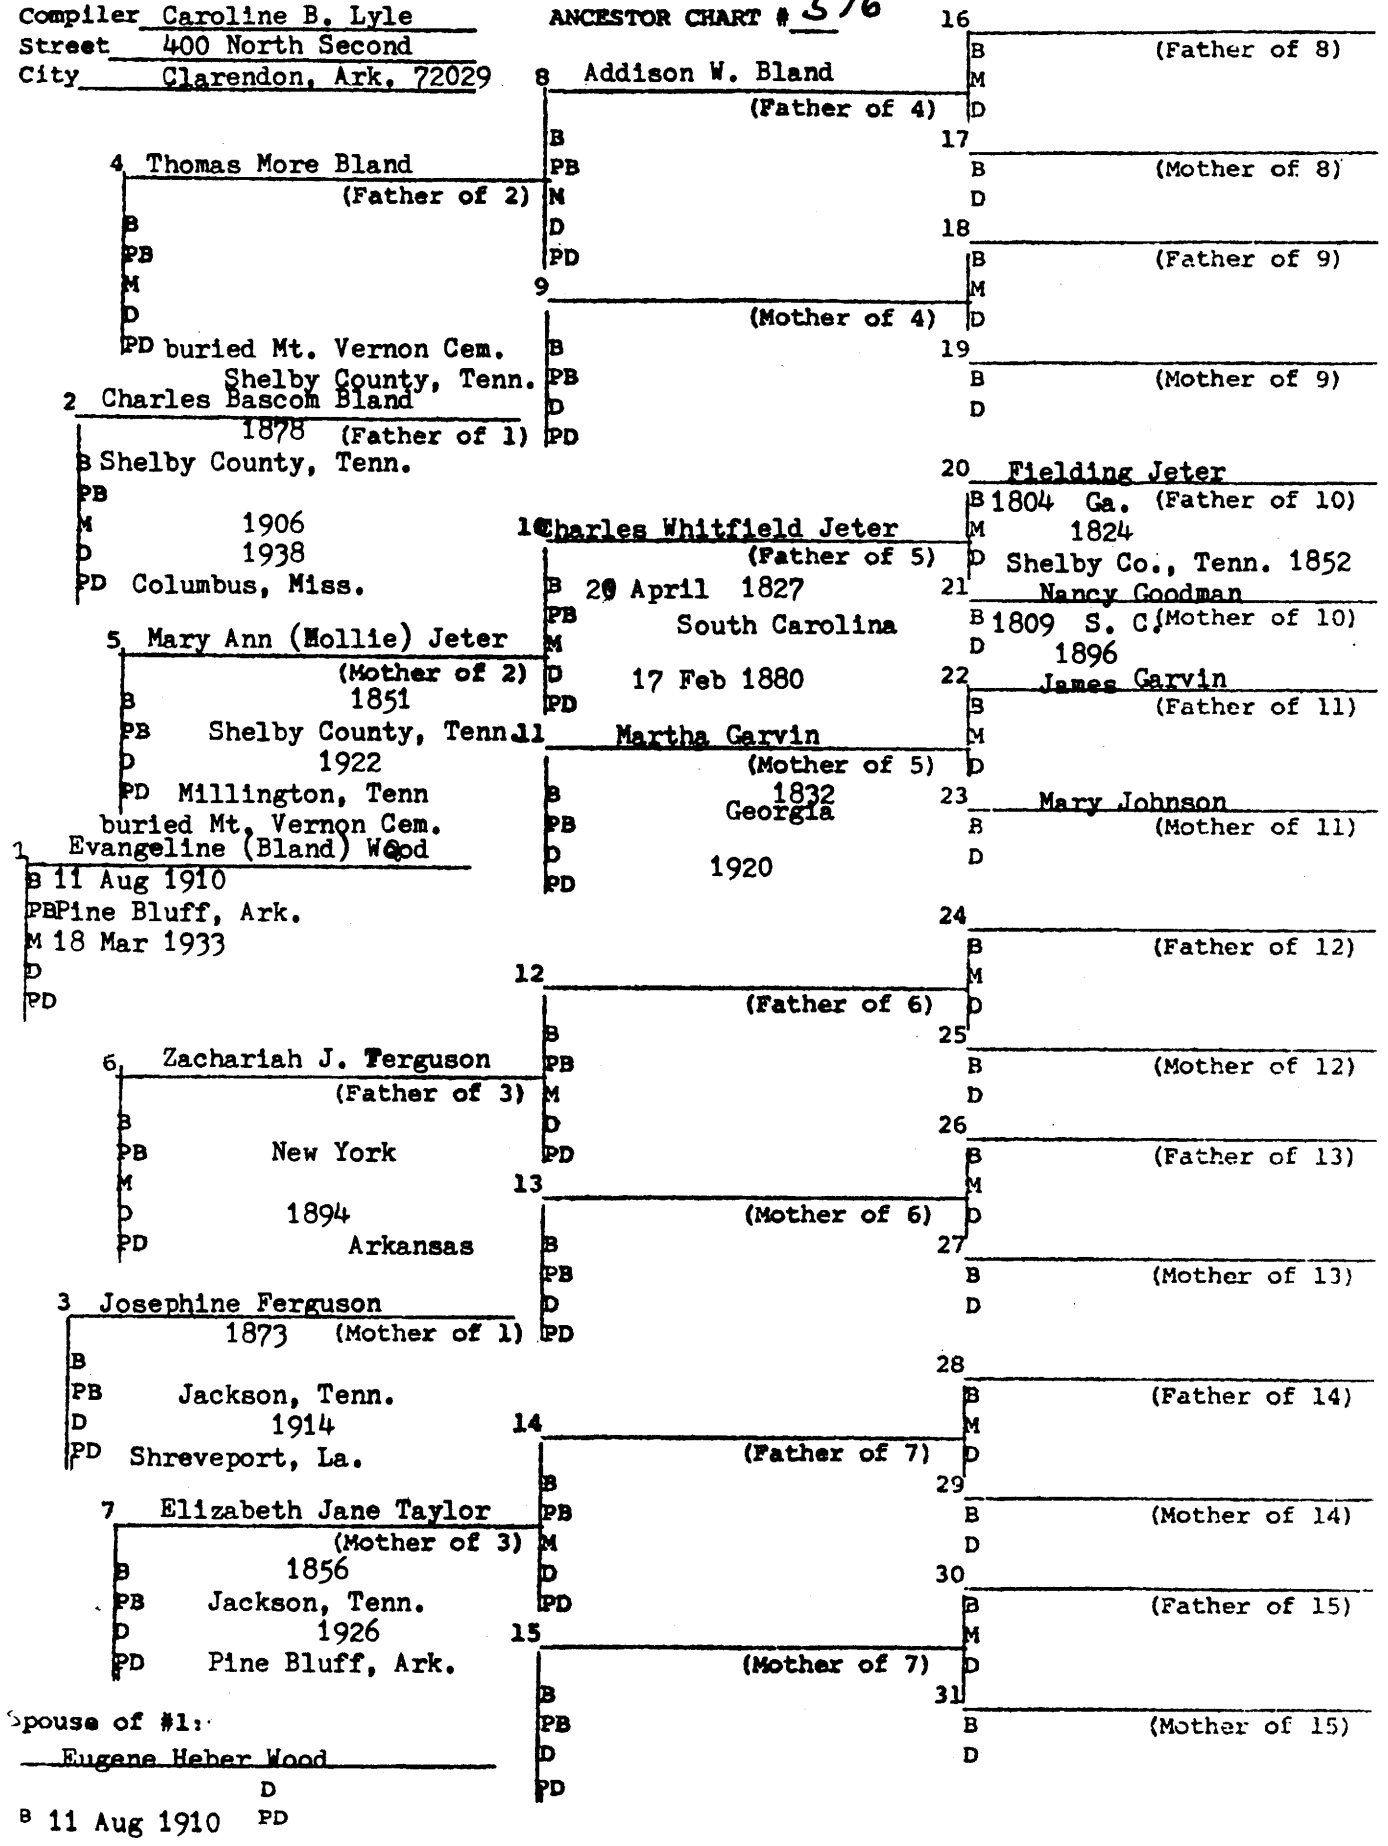 Compiler Caroline B. Lyle
Street 400 North Second
City Clarendon, Ark. 72029
ANCESTOR CHART # 376
1 Evangeline (Bland) Wood
B 11 Aug 1910
PB Pine Bluff, Ark.
M 18 Mar 1933
D
PD
2 Charles Bascom Bland
1878 (Father of 1)
B Shelby County, Tenn.
PB
M 1906
D 1938
PD Columbus, Miss.
3 Josephine Ferguson
1873 (Mother of 1)
B
PB Jackson, Tenn.
D 1914
PD Shreveport, La.
4 Thomas More Bland
(Father of 2)
B
PB
M
D
PD buried Mt. Vernon Cem.
Shelby County, Tenn.
5 Mary Ann (Mollie) Jeter
(Mother of 2)
B 1851
PB Shelby County, Tenn.
D 1922
PD Millington, Tenn
buried Mt. Vernon Cem.
6 Zachariah J. Ferguson
(Father of 3)
B
PB New York
M
D 1894
PD Arkansas
7 Elizabeth Jane Taylor
(Mother of 3)
B 1856
PB Jackson, Tenn.
D 1926
PD Pine Bluff, Ark.
Spouse of #1:
Eugene Heber Wood
D
B 11 Aug 1910 PD
8 Addison W. Bland
(Father of 4)
B
PB
M
D
PD
9
(Mother of 4)
B
PB
D
PD
10 Charles Whitfield Jeter
(Father of 5)
B 20 April 1827
PB South Carolina
M
D 17 Feb 1880
PD
11 Martha Garvin
(Mother of 5)
B 1832
Georgia
PB
D 1920
PD
12
(Father of 6)
B
PB
M
D
PD
13
(Mother of 6)
B
PB
D
PD
14
(Father of 7)
B
PB
M
D
PD
15
(Mother of 7)
B
PB
D
PD
16
B (Father of 8)
M
D
17
B (Mother of 8)
D
18
B (Father of 9)
M
D
19
B (Mother of 9)
D
20 Fielding Jeter
B 1804 Ga. (Father of 10)
M 1824
D Shelby Co., Tenn. 1852
21 Nancy Goodman
B 1809 S. C. (Mother of 10)
D 1896
22 James Garvin
B (Father of 11)
M
D
23 Mary Johnson
B (Mother of 11)
D
24
B (Father of 12)
M
D
25
B (Mother of 12)
D
26
B (Father of 13)
M
D
27
B (Mother of 13)
D
28
B (Father of 14)
M
D
29
B (Mother of 14)
D
30
B (Father of 15)
M
D
31
B (Mother of 15)
D